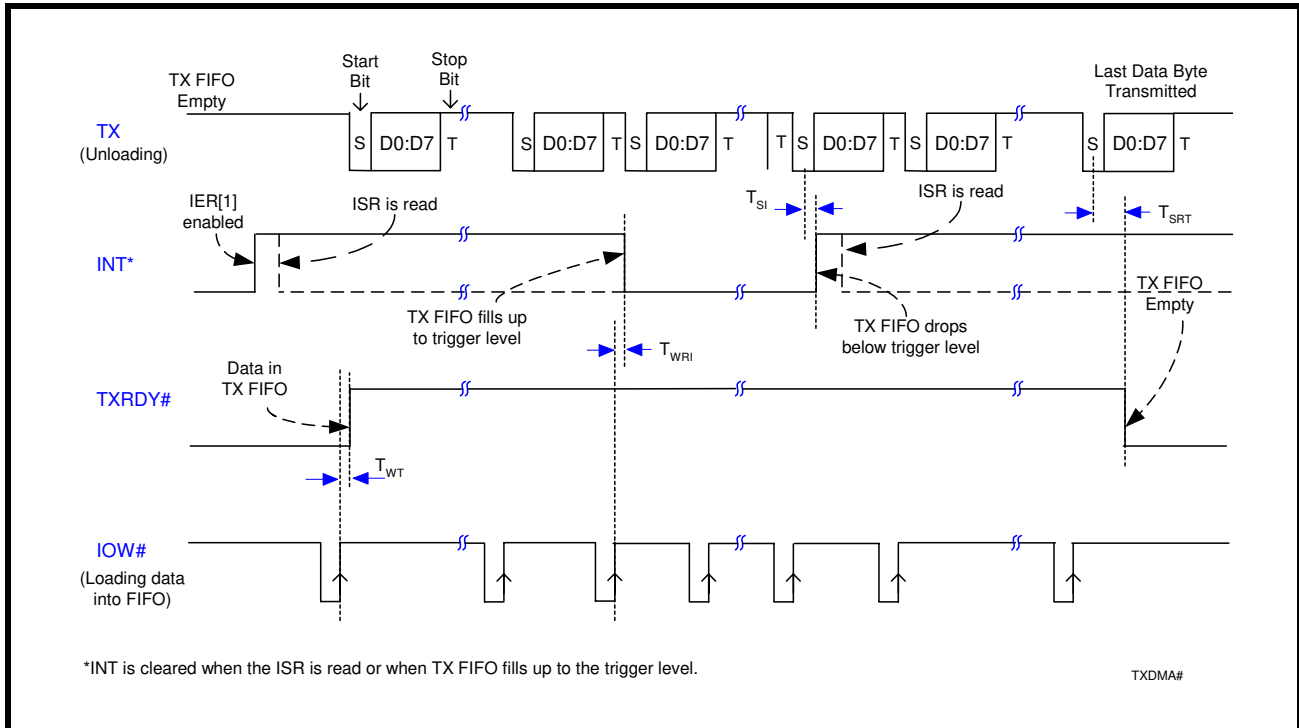 Start
Bit
Stop
Bit
TX FIFO
Empty
Last Data Byte
Transmitted
TX
(Unloading)
S D0:D7 T
S D0:D7 T S D0:D7 T
T S D0:D7 T S D0:D7 T
S D0:D7 T
IER[1]
enabled
ISR is read
TSI
ISR is read
TSRT
INT*
TX FIFO fills up
to trigger level
TX FIFO drops
below trigger level
TX FIFO
Empty
TWRI
Data in
TX FIFO
TXRDY#
TWT
IOW#
(Loading data
into FIFO)
*INT is cleared when the ISR is read or when TX FIFO fills up to the trigger level.
TXDMA#